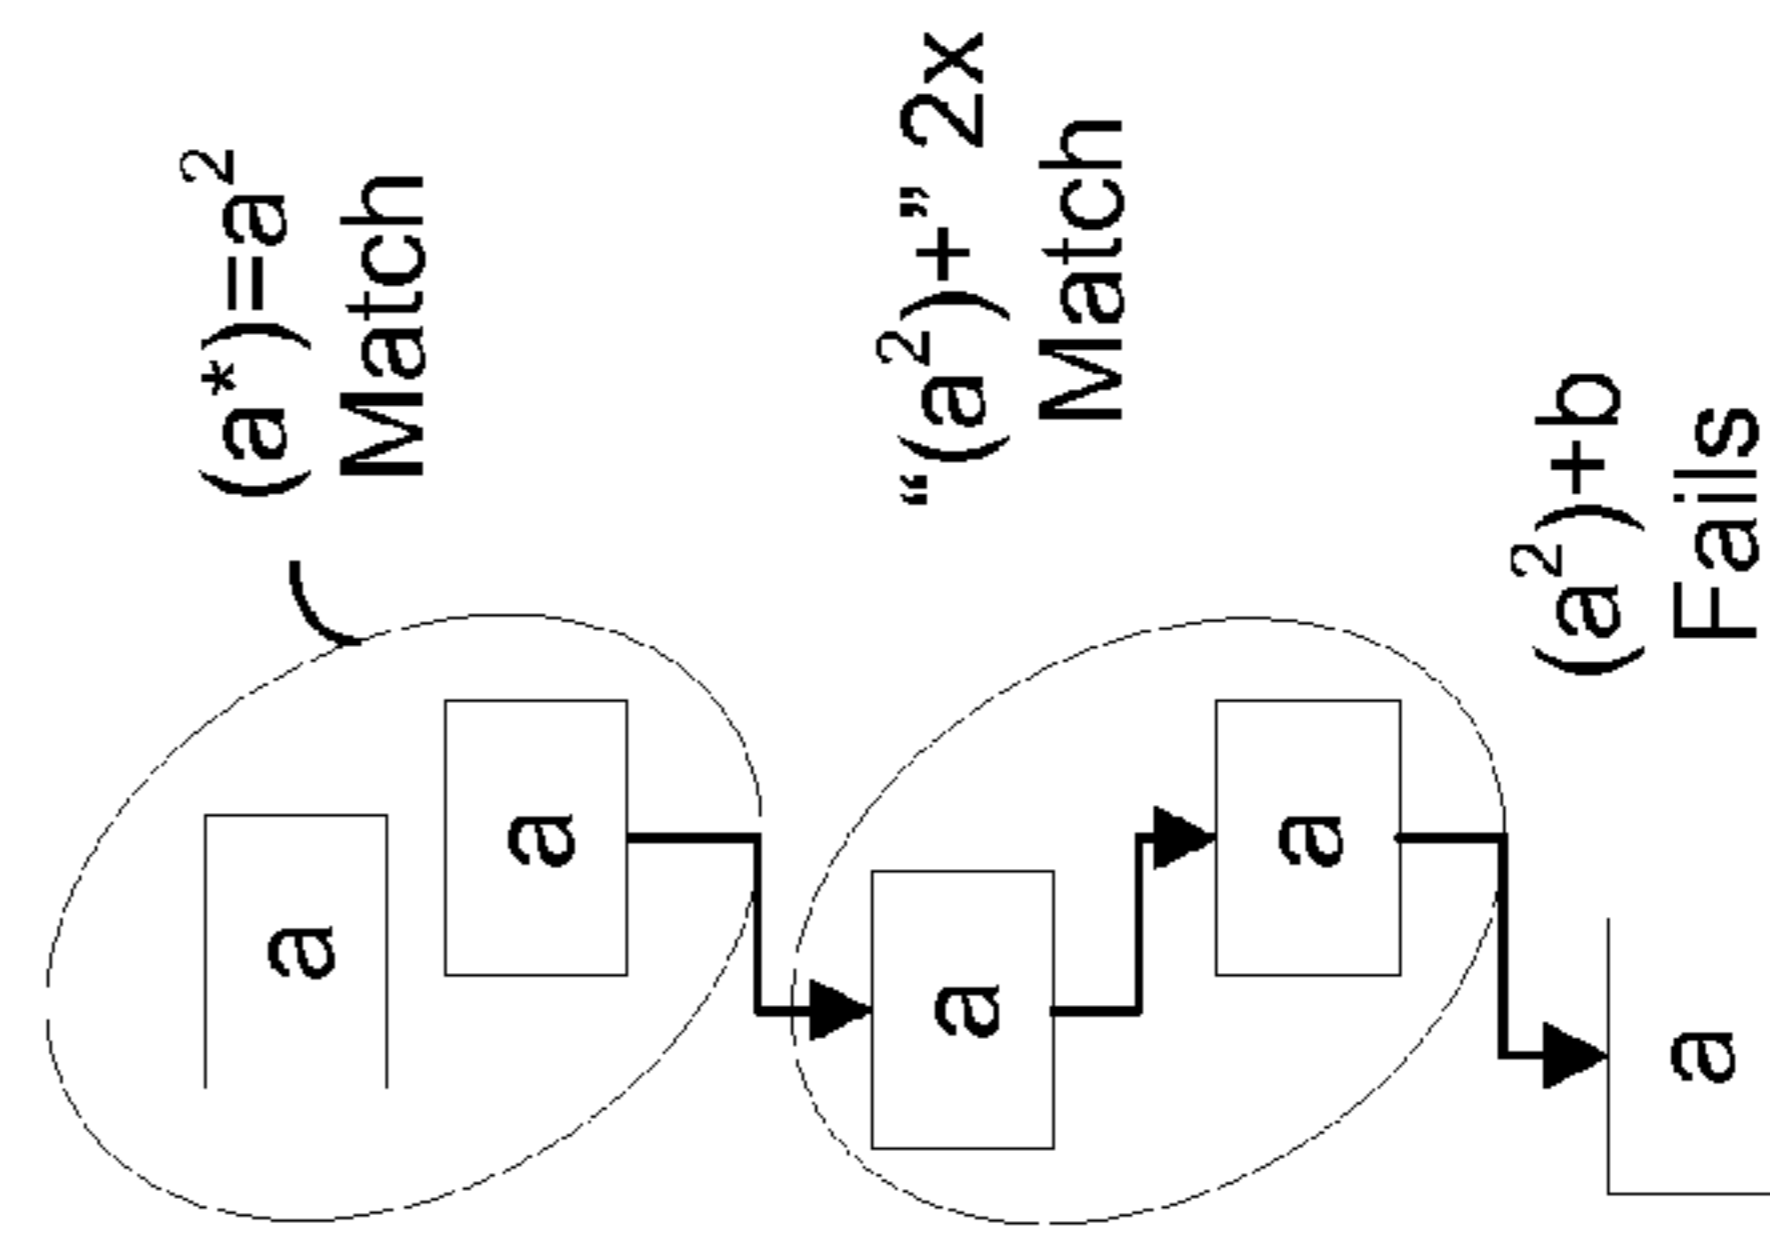 (a*)=a²
Match
a
a
“(a²)+” 2x
Match
a
a
(a²)+b
Fails
a